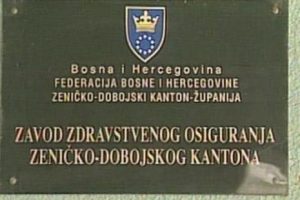 Bosna i Hercegovina
FEDERACIJA BOSNE I HERCEGOVINE
ZENIČKO-DOBOJSKI KANTON-ŽUPANIJA
ZAVOD ZDRAVSTVENOG OSIGURANJA
ZENIČKO-DOBOJSKOG KANTONA